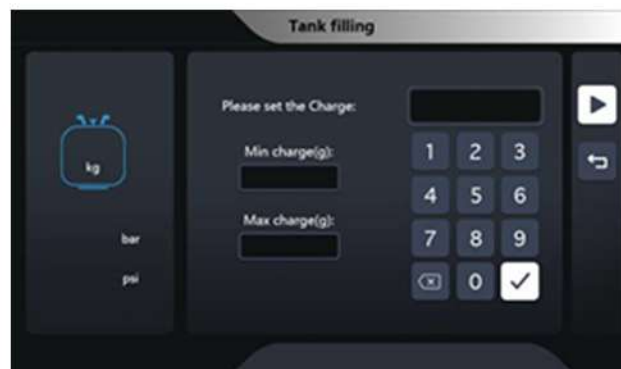 Tank filling
kg
bar
psi
Please set the Charge:
Min charge(g):
Max charge(g):
1 2 3
4 5 6
7 8 9
0